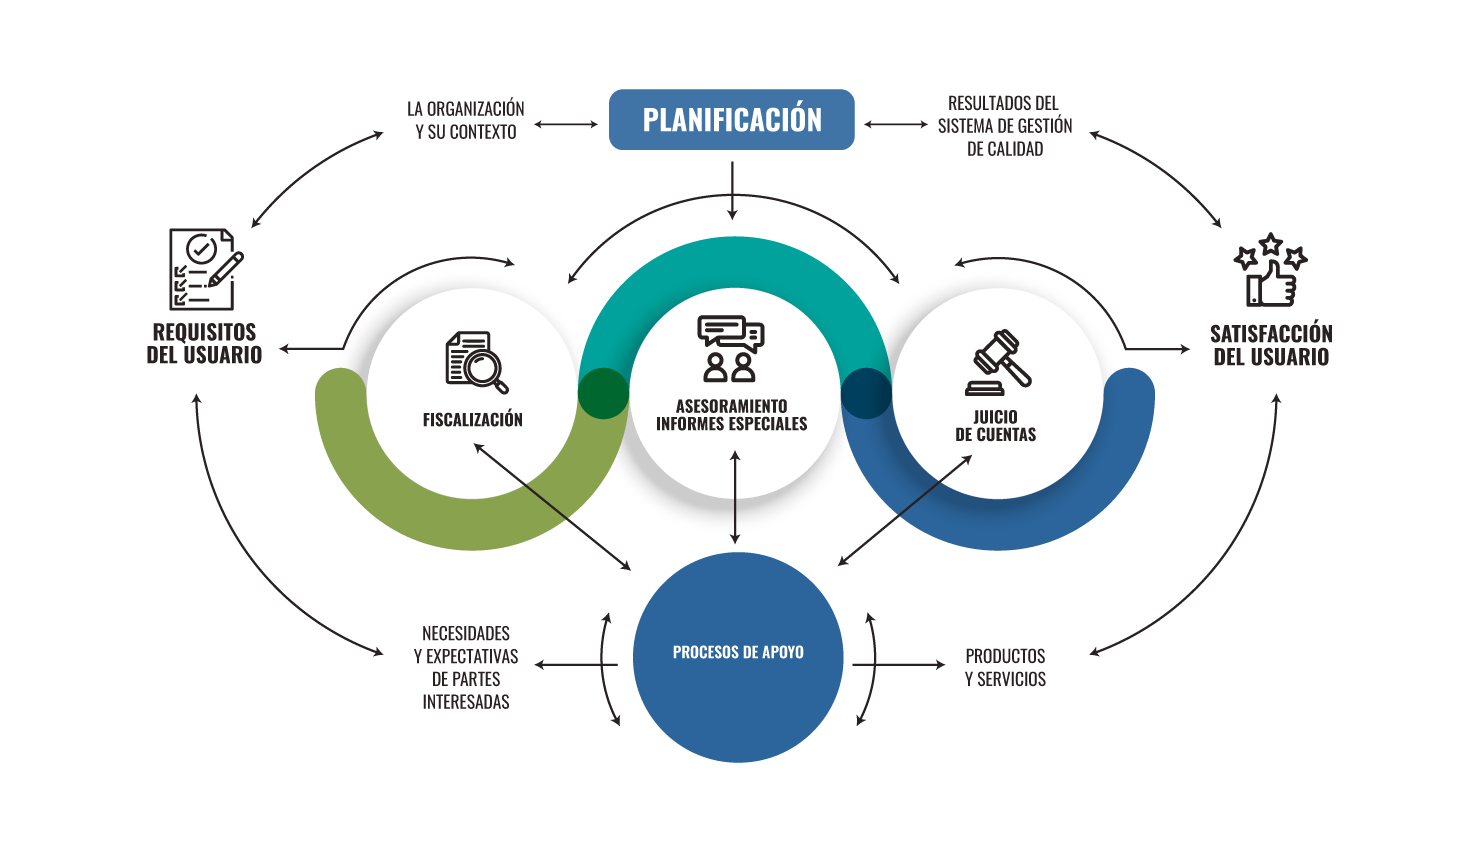 LA ORGANIZACIÓN
Y SU CONTEXTO
PLANIFICACIÓN
RESULTADOS DEL
SISTEMA DE GESTIÓN
DE CALIDAD
REQUISITOS
DEL USUARIO
SATISFACCIÓN
DEL USUARIO
FISCALIZACIÓN
ASESORAMIENTO
INFORMES ESPECIALES
JUICIO
DE CUENTAS
NECESIDADES
Y EXPECTATIVAS
DE PARTES
INTERESADAS
PROCESOS DE APOYO
PRODUCTOS
Y SERVICIOS